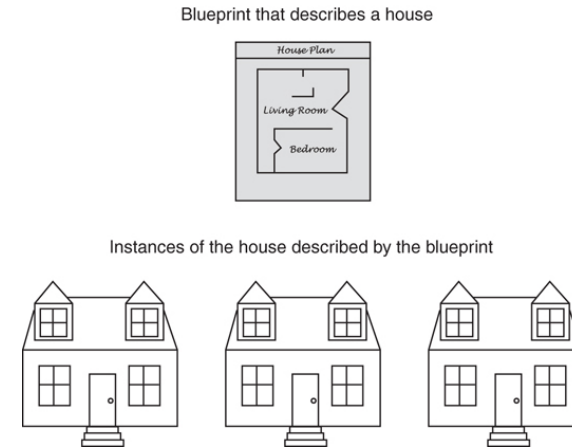 Blueprint that describes a house
House Plan
Living Room
Bedroom
Instances of the house described by the blueprint